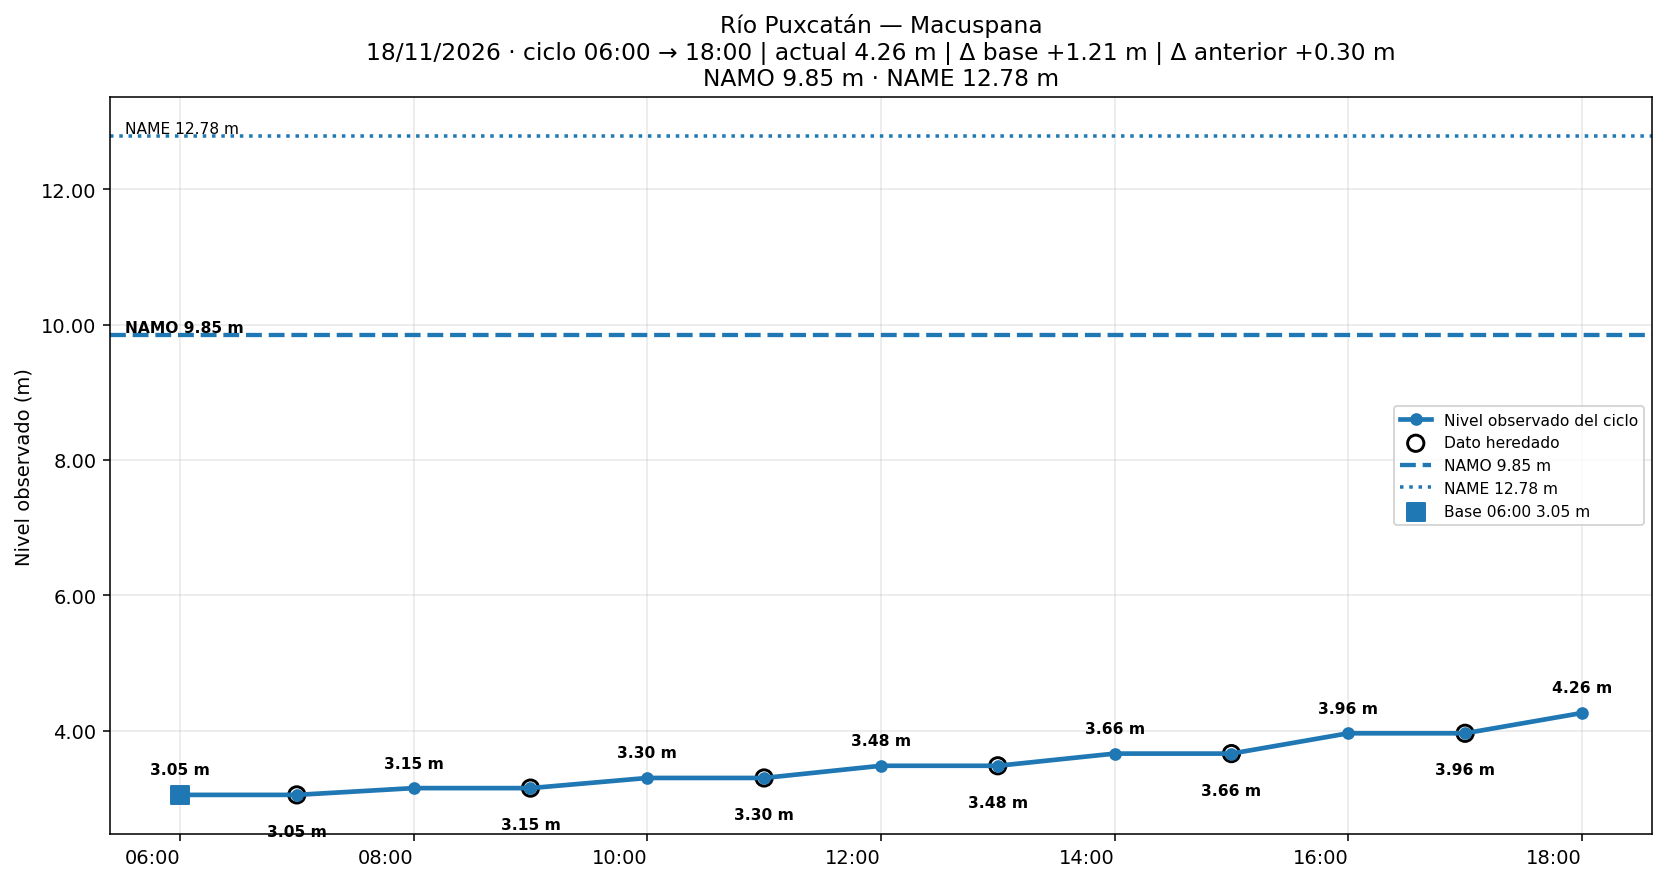 Río Puxcatán — Macuspana
18/11/2026 · ciclo 06:00 → 18:00 | actual 4.26 m | Δ base +1.21 m | Δ anterior +0.30 m
NAMO 9.85 m · NAME 12.78 m
NAME 12.78 m
12.00
10.00
NAMO 9.85 m
Nivel observado (m)
8.00
6.00
4.00
Nivel observado del ciclo
Dato heredado
NAMO 9.85 m
NAME 12.78 m
Base 06:00 3.05 m
3.05 m
3.05 m
3.15 m
3.15 m
3.30 m
3.30 m
3.48 m
3.48 m
3.66 m
3.66 m
3.96 m
3.96 m
4.26 m
06:00
08:00
10:00
12:00
14:00
16:00
18:00